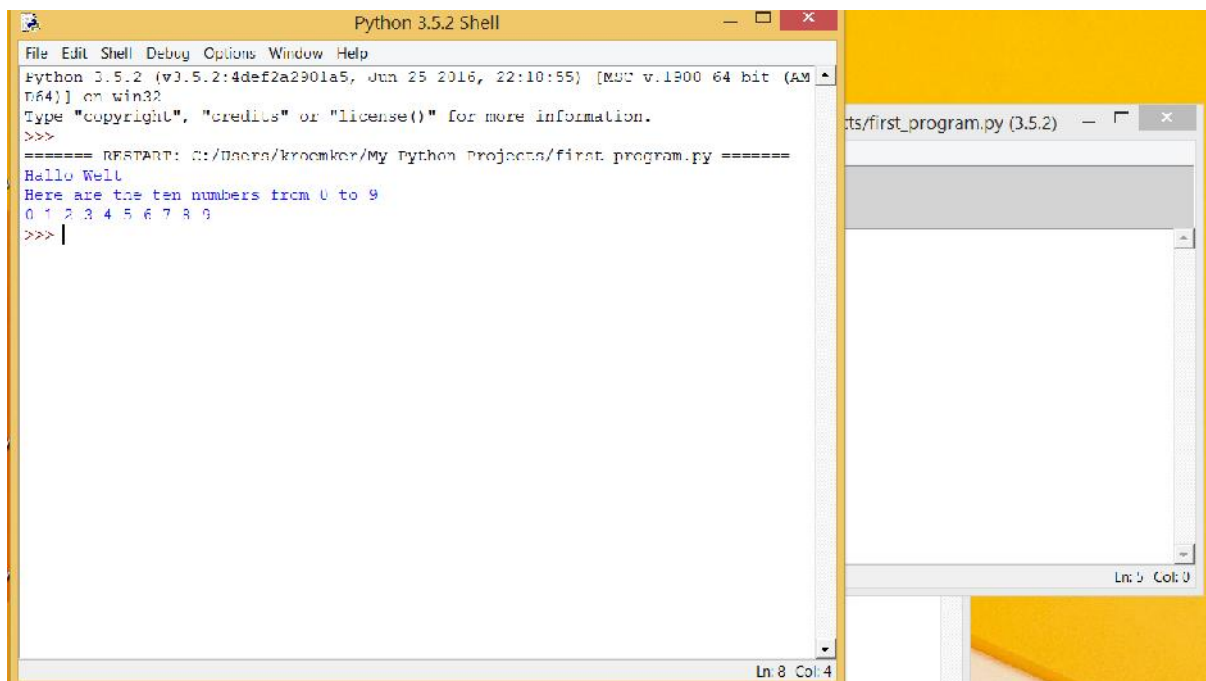 Python 3.5.2 Shell
File Edit Shell Debug Options Window Help
Python 3.5.2 (v3.5.2:4def2a2901a5, Jun 25 2016, 22:18:55) [MSC v.1900 64 bit (AM
D64)] on win32
Type "copyright", "credits" or "license()" for more information.
>>>
======= RESTART: C:/Users/kroemker/My Python Projects/first_program.py =======
Hallo Welt
Here are the ten numbers from 0 to 9
0 1 2 3 4 5 6 7 8 9
>>>
Ln: 8 Col: 4
ts/first_program.py (3.5.2)
Ln: 5 Col: 0